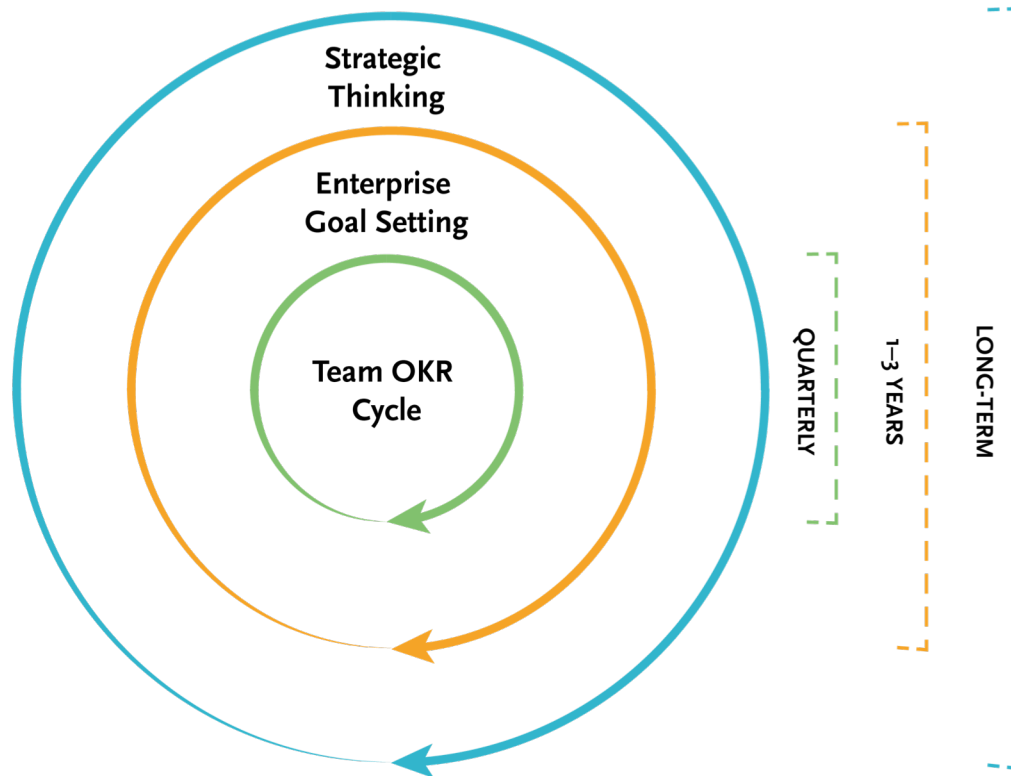 Strategic
Thinking
Enterprise
Goal Setting
Team OKR
Cycle
QUARTERLY
1–3 YEARS
LONG-TERM